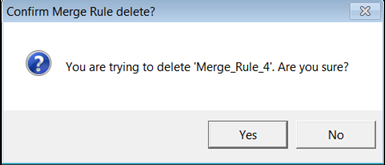 Confirm Merge Rule delete?
You are trying to delete 'Merge_Rule_4'. Are you sure?
Yes No